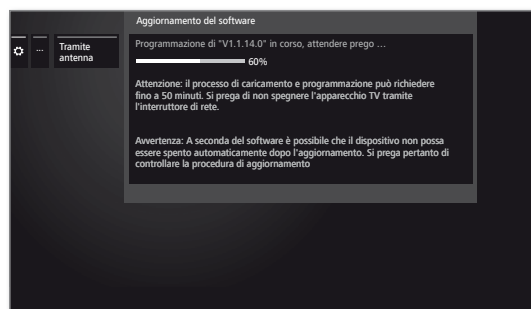 Aggiornamento del software
...
Tramite
antenna
Programmazione di "V1.1.14.0" in corso, attendere prego ...
60%
Attenzione: il processo di caricamento e programmazione può richiedere
fino a 50 minuti. Si prega di non spegnere l'apparecchio TV tramite
l'interruttore di rete.
Avvertenza: A seconda del software è possibile che il dispositivo non possa
essere spento automaticamente dopo l'aggiornamento. Si prega pertanto di
controllare la procedura di aggiornamento